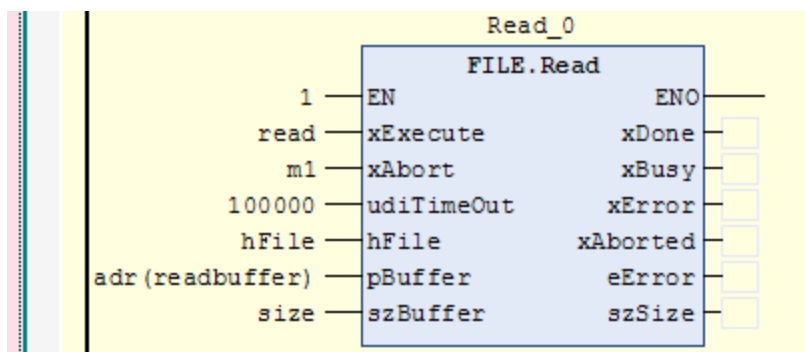 Read_0
FILE.Read
1 EN ENO
read xExecute xDone
m1 xAbort xBusy
100000 udiTimeOut xError
hFile hFile xAborted
adr(readbuffer) pBuffer eError
size szBuffer szSize